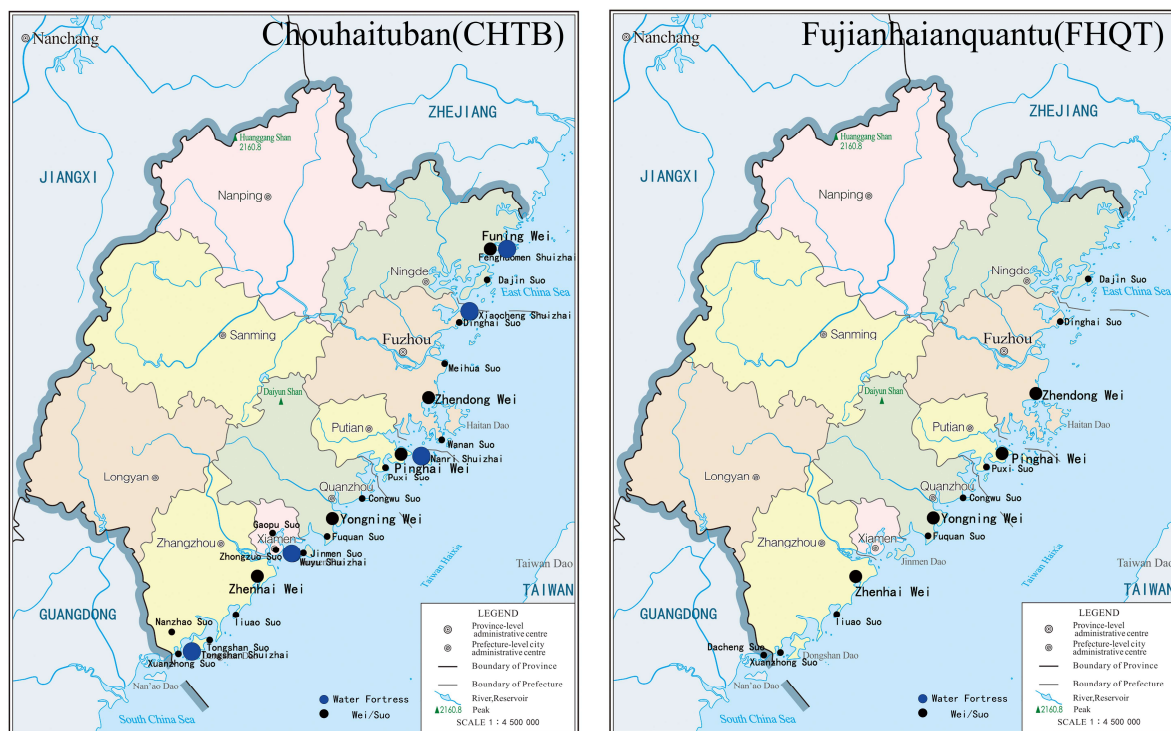 Chouhaituban(CHTB)
Nanchang
ZHEJIANG
Huanggang Shan
2160.8
JIANGXI
Nanping
Funing Wei
Fenghuomen Shuizhai
Ningde
Dajin Suo
East China Sea
Xiaocheng Shuizhai
Dinghai Suo
Sanming
Fuzhou
Meihua Suo
Daiyun Shan
Zhendong Wei
Haitan Dao
Putian
Wanan Suo
Nanri Shuizhai
Pinghai Wei
Puxi Suo
Longyan
Quanzhou
Congwu Suo
Yongning Wei
Gaopu Suo
Fuquan Suo
Xiamen
Zhangzhou
Zhongzuo Suo
Jinmen Suo
Wuyu Shuizhai
Taiwan Haixa
Taiwan Dao
Zhenhai Wei
TAIWAN
GUANGDONG
Liuao Suo
Nanzhao Suo
Tongshan Suo
Tongshan Shuizhai
Xuanzhong Suo
Nan'ao Dao
South China Sea
Water Fortress
Wei/Suo
LEGEND
Province-level
administrative centre
Prefecture-level city
administrative centre
Boundary of Province
Boundary of Prefecture
River,Reservoir
2160.8 Peak
SCALE 1:4 500 000
Fujianhaianquantu(FHQT)
Nanchang
ZHEJIANG
Huanggang Shan
2160.8
JIANGXI
Nanping
Ningde
Dajin Suo
East China Sea
Dinghai Suo
Sanming
Fuzhou
Daiyun Shan
Zhendong Wei
Haitan Dao
Putian
Pinghai Wei
Puxi Suo
Longyan
Quanzhou
Congwu Suo
Yongning Wei
Fuquan Suo
Xiamen
Zhangzhou
Jinmen Dao
Taiwan Haixa
Taiwan Dao
Zhenhai Wei
TAIWAN
GUANGDONG
Liuao Suo
Dacheng Suo
Dongshan Dao
Xuanzhong Suo
Nan'ao Dao
South China Sea
Water Fortress
Wei/Suo
LEGEND
Province-level
administrative centre
Prefecture-level city
administrative centre
Boundary of Province
Boundary of Prefecture
River,Reservoir
2160.8 Peak
SCALE 1:4 500 000